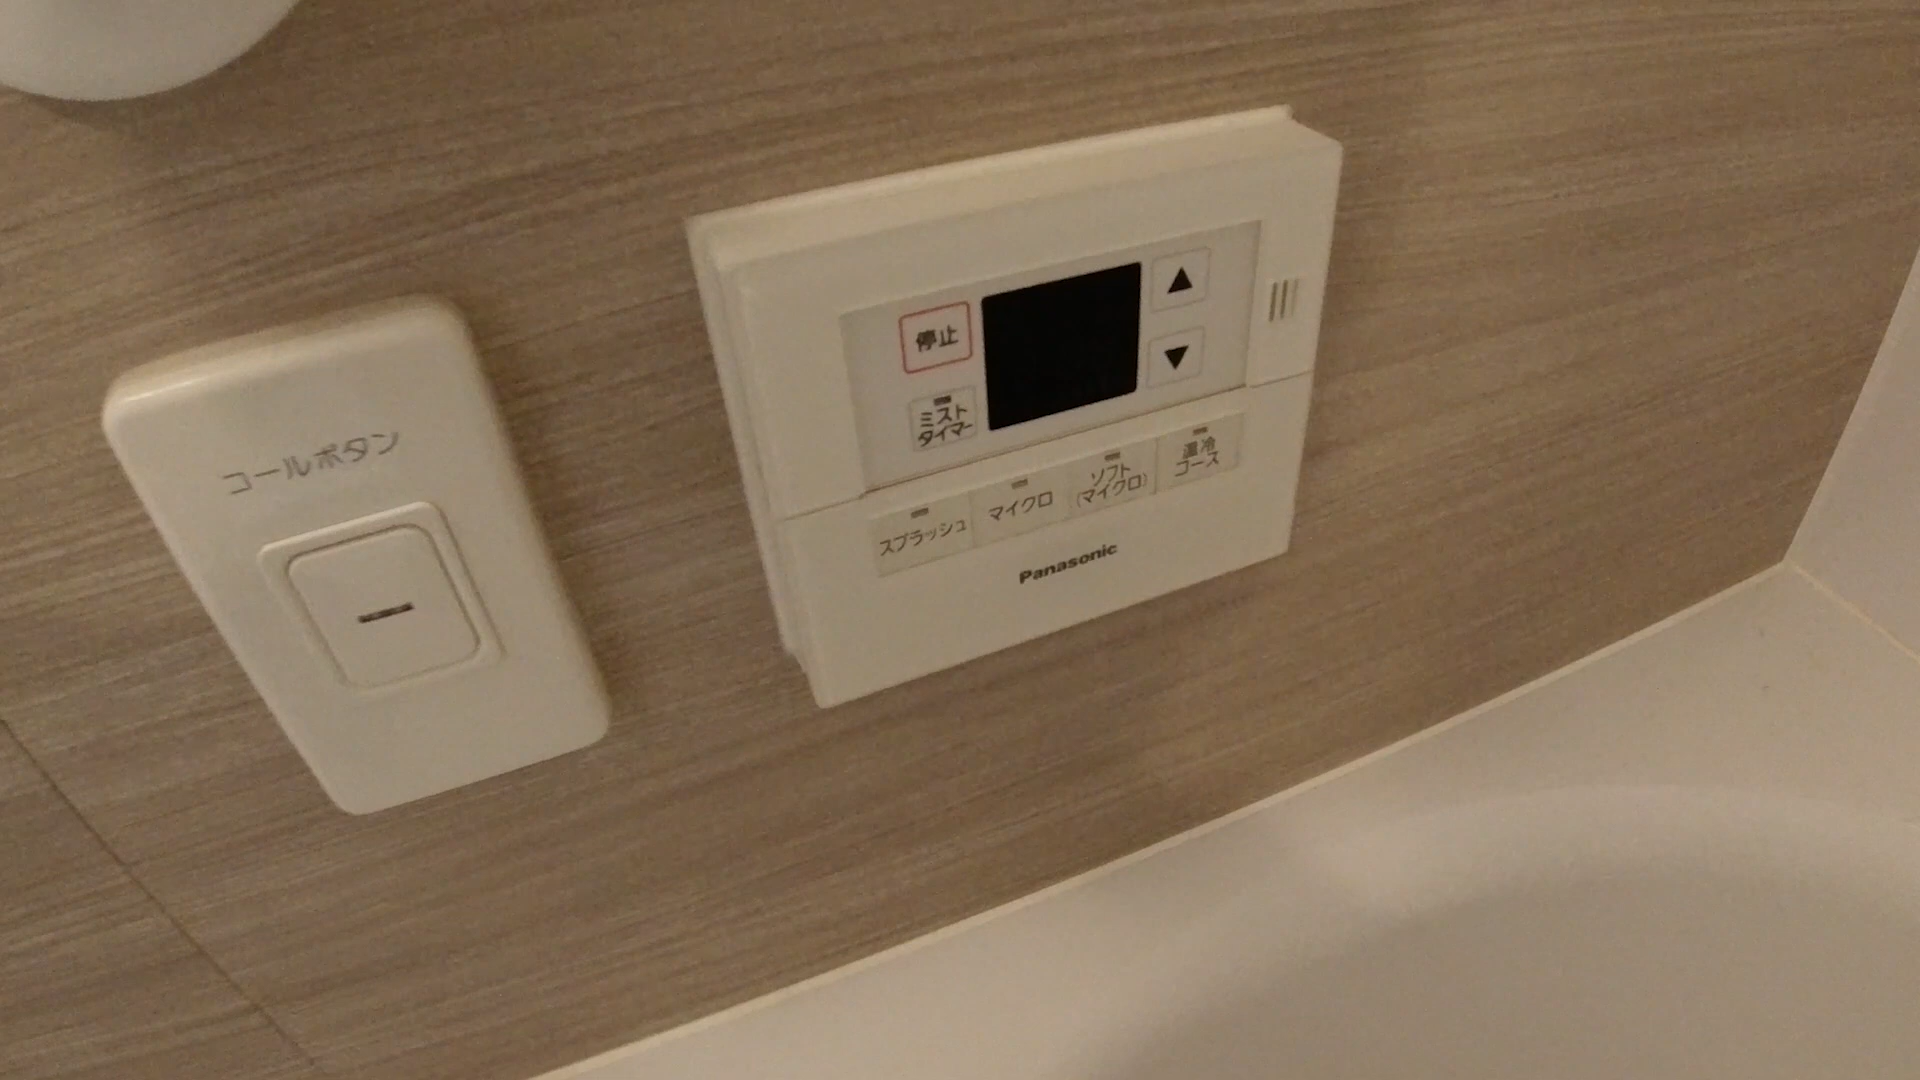 コールボタン
停止
ミスト
タイマー
スプラッシュ
マイクロ
ソフト
(マイクロ)
温冷
コース
Panasonic